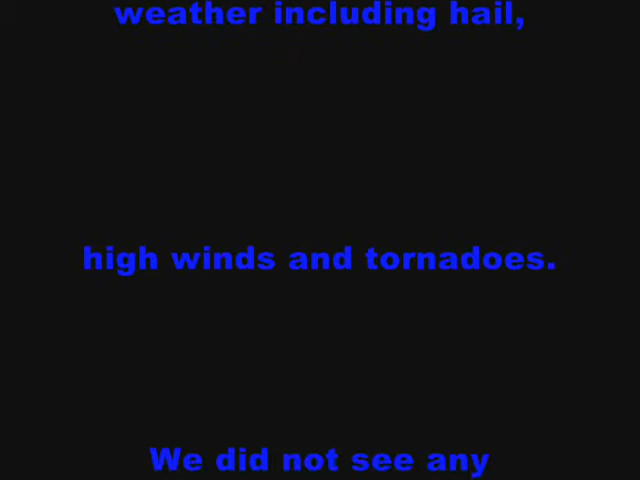 weather including hail,
high winds and tornadoes.
We did not see any